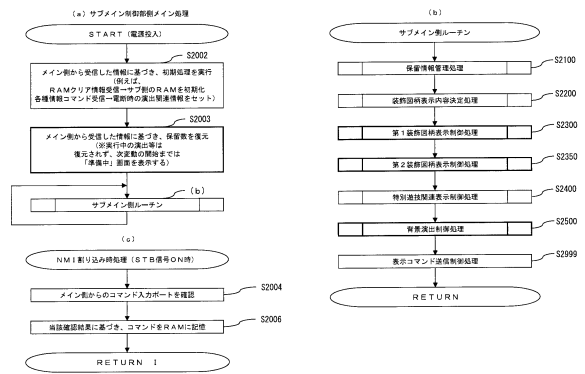 (a) サブメイン制御部側メイン処理
START (電源投入)
S2002
メイン側から受信した情報に基づき、初期処理を実行
(例えば、
RAMクリア情報受信→サブ側のRAMを初期化
各種情報コマンド受信→電断時の演出関連情報をセット)
S2003
メイン側から受信した情報に基づき、保留数を復元
(※実行中の演出等は
復元されず、次変動の開始までは
「準備中」画面を表示する)
(b)
サブメイン側ルーチン
(c)
NMI割り込み時処理 (STB信号ON時)
S2004
メイン側からのコマンド入力ポートを確認
S2006
当該確認結果に基づき、コマンドをRAMに記憶
RETURN I
(b)
サブメイン側ルーチン
S2100
保留情報管理処理
S2200
装飾図柄表示内容決定処理
S2300
第1装飾図柄表示制御処理
S2350
第2装飾図柄表示制御処理
S2400
特別遊技関連表示制御処理
S2500
背景演出制御処理
S2999
表示コマンド送信制御処理
RETURN